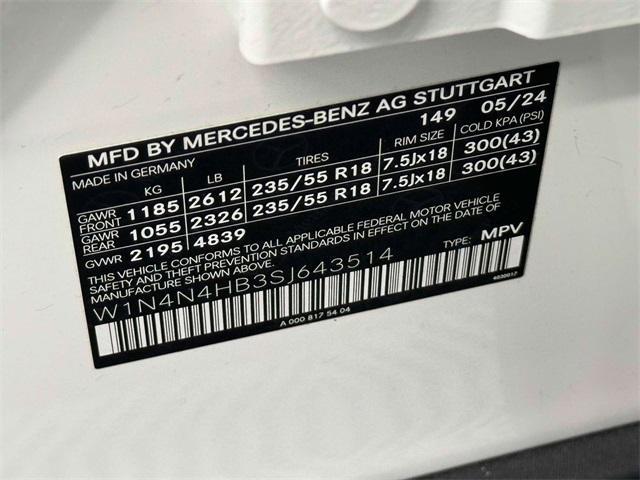 MFD BY MERCEDES-BENZ AG STUTTGART
MADE IN GERMANY 149 05/24
KG LB TIRES RIM SIZE COLD KPA (PSI)
GAWR FRONT 1185 2612 235/55 R18 7.5Jx18 300(43)
GAWR REAR 1055 2326 235/55 R18 7.5Jx18 300(43)
GVWR 2195 4839
THIS VEHICLE CONFORMS TO ALL APPLICABLE FEDERAL MOTOR VEHICLE
SAFETY, BUMPER, AND THEFT PREVENTION STANDARDS IN EFFECT ON THE DATE OF
MANUFACTURE SHOWN ABOVE.
W1N4N4HB3SJ643514 TYPE: MPV
A 000 817 54 04